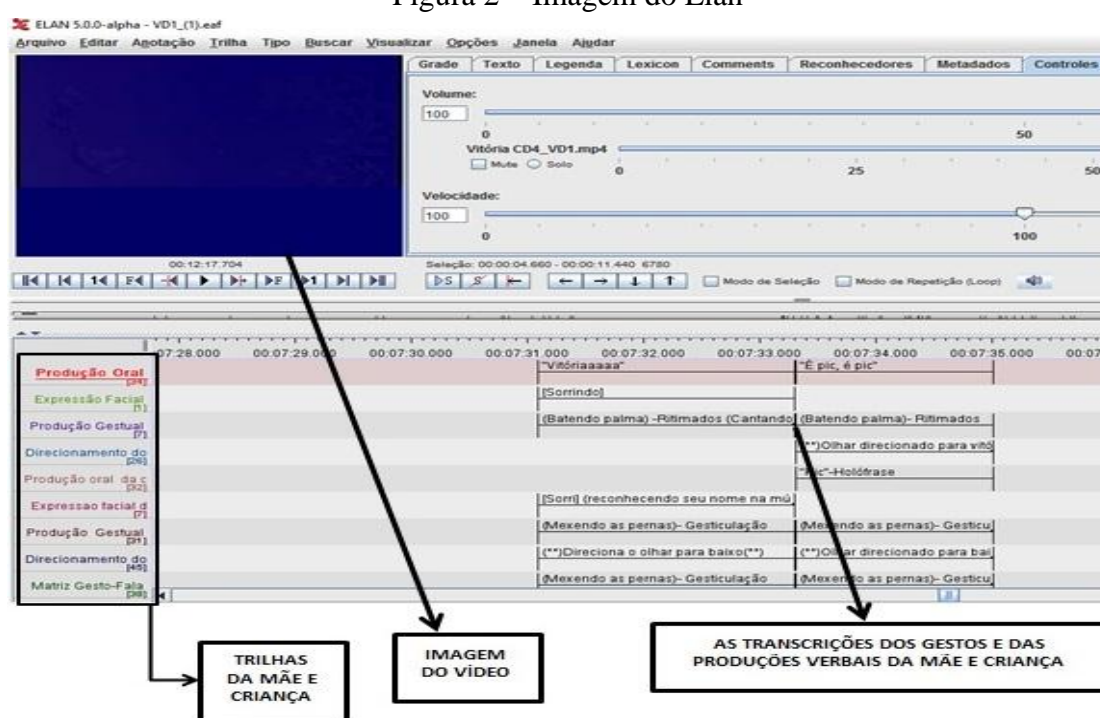 Figura 2 – Imagem do Elan
ELAN 5.0.0-alpha - VD1_(1).eaf
Arquivo Editar Anotação Trilha Tipo Buscar Visualizar Opções Janela Ajudar
Grade Texto Legenda Lexicon Comments Reconhecedores Metadados Controles
Volume:
100
0 50
Vitória CD4_VD1.mp4
Mute Solo
0 25 50
Velocidade:
100
0 100
00:12:17.704
Seleção: 00:00:04.660 - 00:00:11.440 6780
Modo de Seleção Modo de Repetição (Loop)
07:28.000 00:07:29.000 00:07:30.000 00:07:31.000 00:07:32.000 00:07:33.000 00:07:34.000 00:07:35.000 00:07
Produção Oral "Vitóriaaaaa" "É pic, é pic"
Expressão Facial [Sorrindo]
[1]
Produção Gestual (Batendo palma) -Ritimados (Cantando (Batendo palma)- Ritimados
[7]
Direcionamento do (**)Olhar direcionado para vitó
[26]
Produção oral da c -Holófrase
[32]
Expressao facial d [Sorri] (reconhecendo seu nome na mú
[7]
Produção Gestual (Mexendo as pernas)- Gesticulação (Mexendo as pernas)- Gesticu
[31]
Direcionamento do (**)Direciona o olhar para baixo(**) (**)Olhar direcionado para bai
[45]
Matriz Gesto-Fala (Mexendo as pernas)- Gesticulação (Mexendo as pernas)- Gesticu
TRILHAS
DA MÃE E
CRIANÇA
IMAGEM
DO VÍDEO
AS TRANSCRIÇÕES DOS GESTOS E DAS
PRODUÇÕES VERBAIS DA MÃE E CRIANÇA